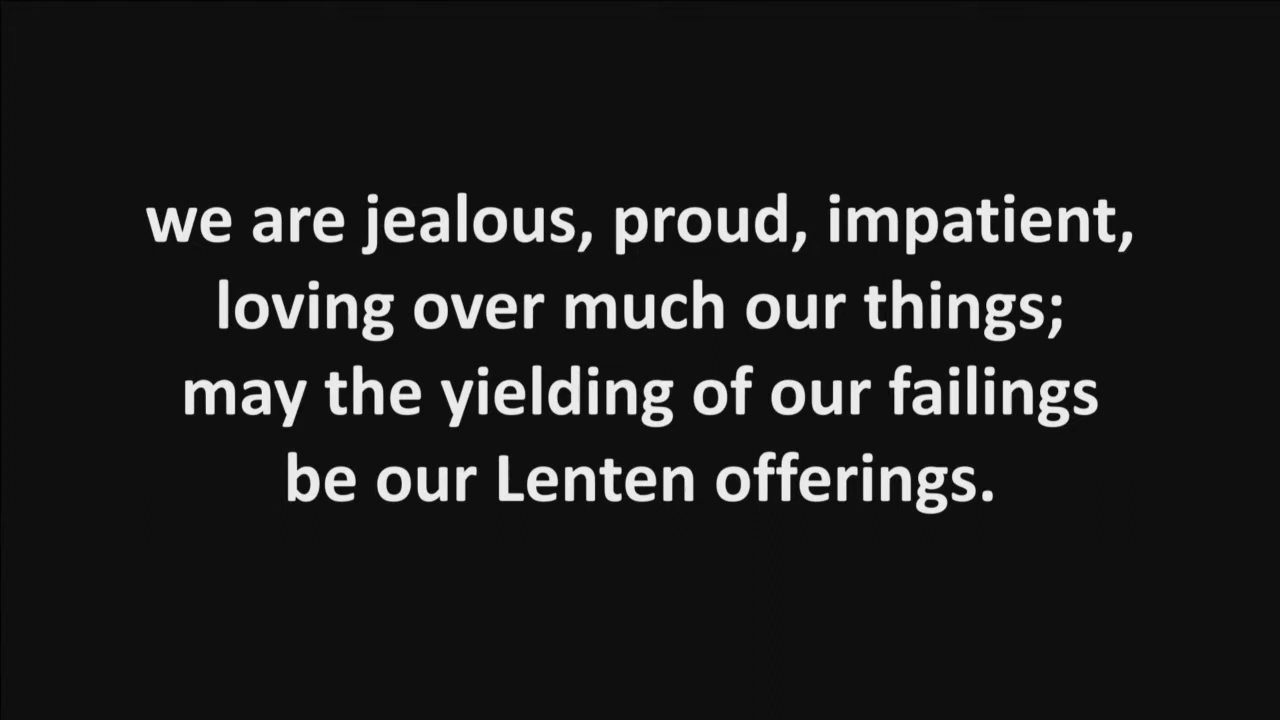 we are jealous, proud, impatient,
loving over much our things;
may the yielding of our failings
be our Lenten offerings.